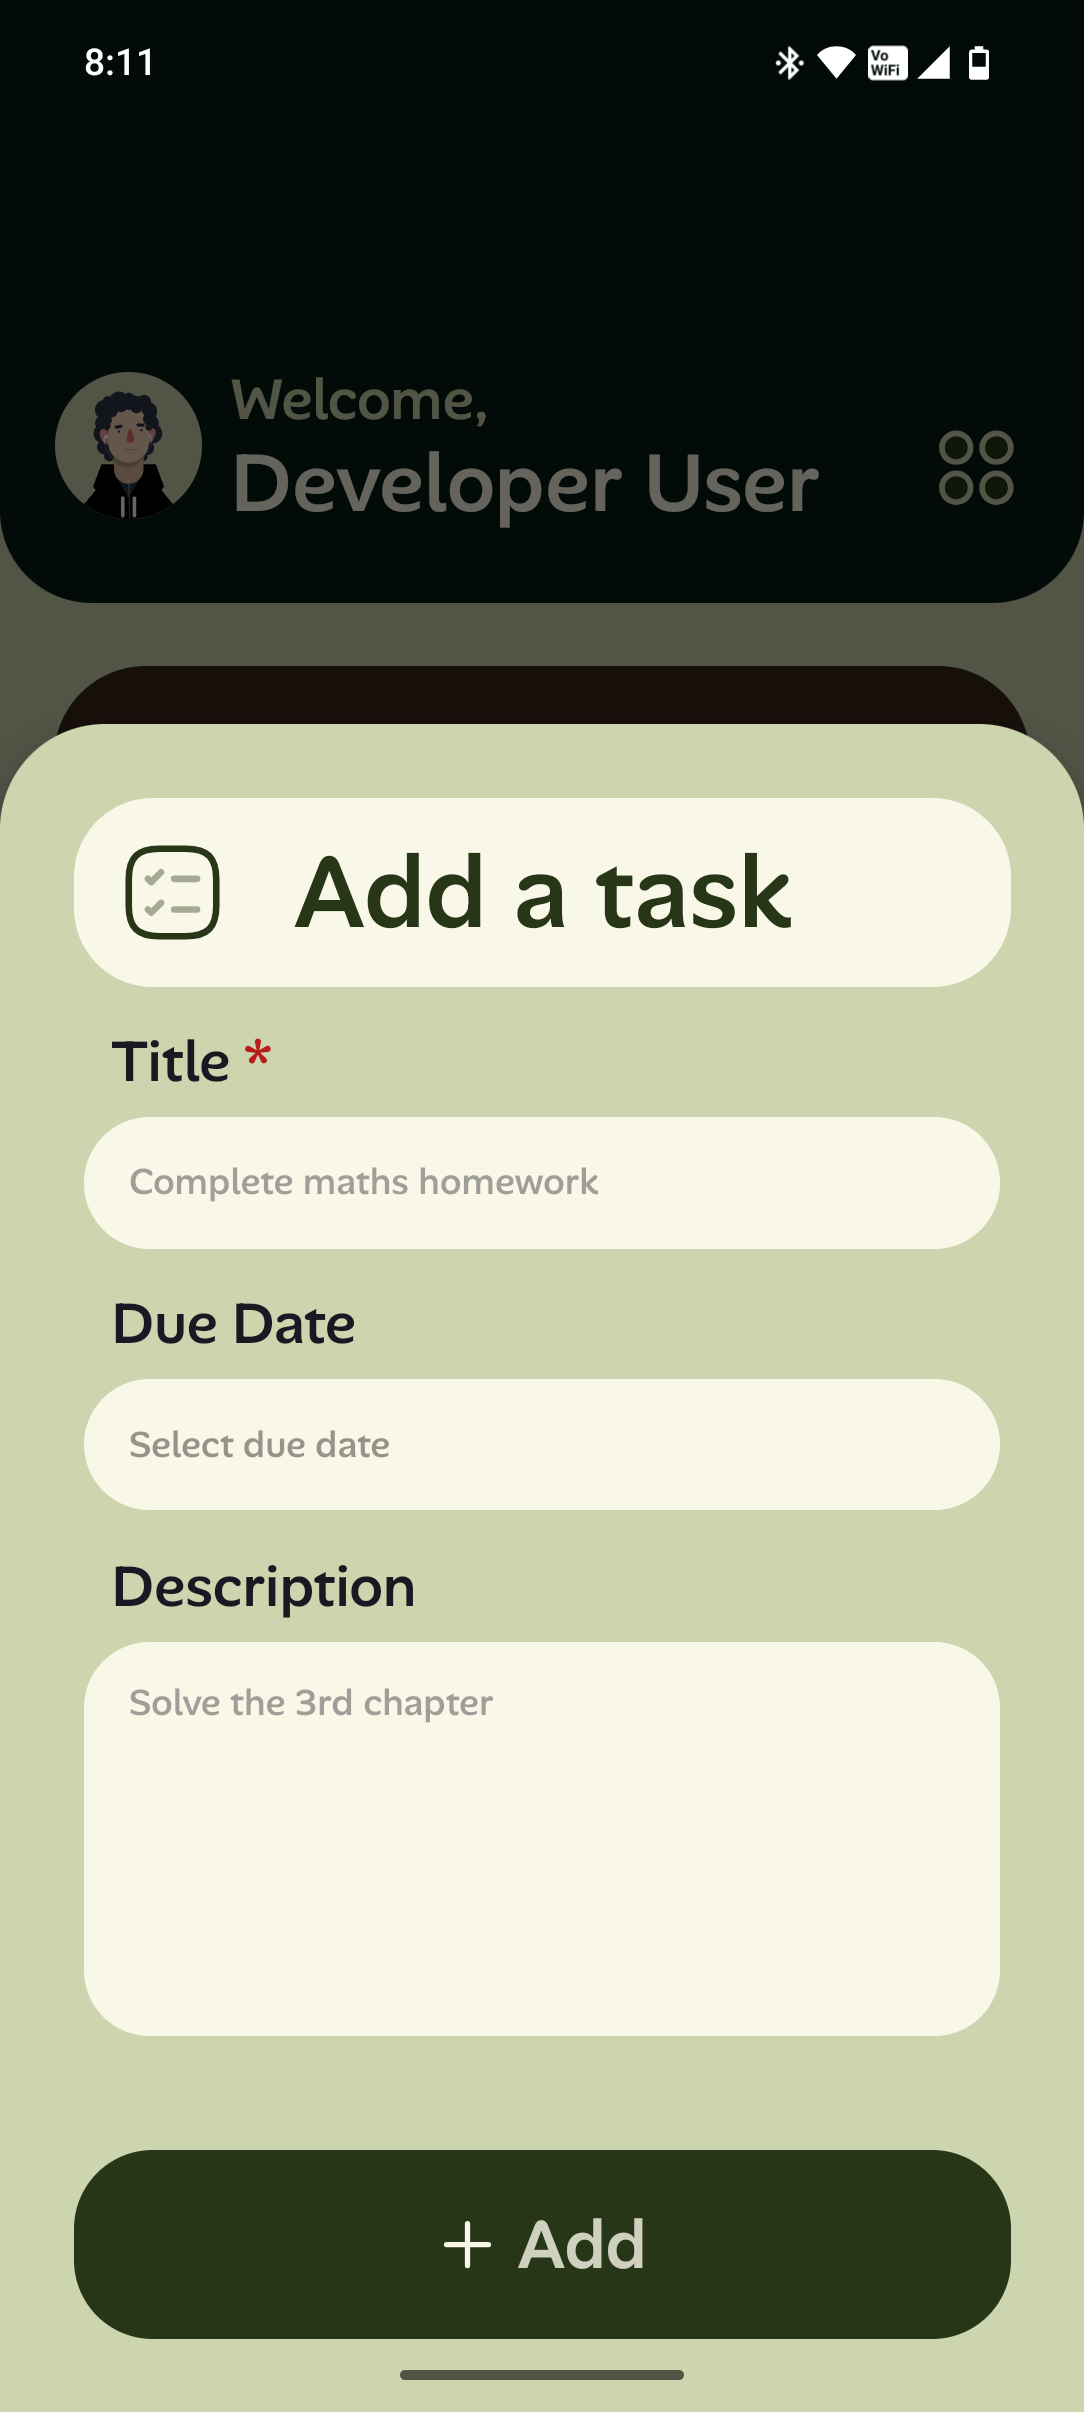 8:11
Vo
WiFi
Welcome,
Developer User
Add a task
Title *
Complete maths homework
Due Date
Select due date
Description
Solve the 3rd chapter
+ Add